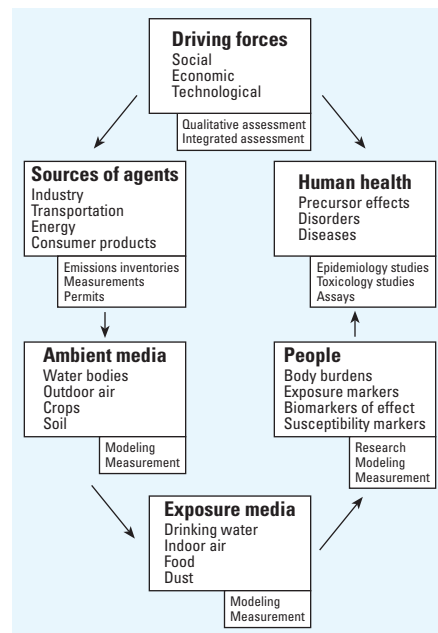 Driving forces
Social
Economic
Technological
Qualitative assessment
Integrated assessment
Sources of agents
Industry
Transportation
Energy
Consumer products
Emissions inventories
Measurements
Permits
Human health
Precursor effects
Disorders
Diseases
Epidemiology studies
Toxicology studies
Assays
Ambient media
Water bodies
Outdoor air
Crops
Soil
Modeling
Measurement
People
Body burdens
Exposure markers
Biomarkers of effect
Susceptibility markers
Research
Modeling
Measurement
Exposure media
Drinking water
Indoor air
Food
Dust
Modeling
Measurement